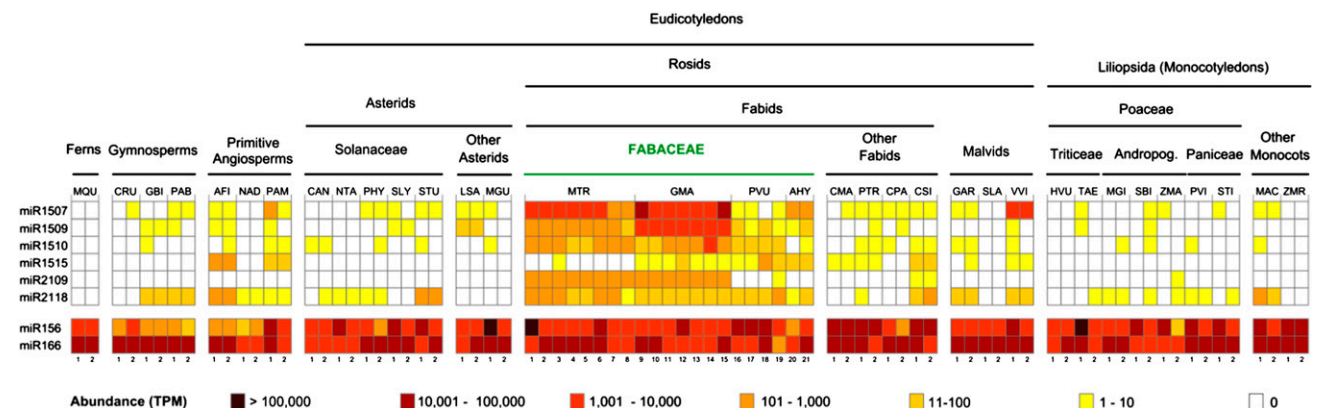 Eudicotyledons
Rosids
Liliopsida (Monocotyledons)
Asterids
Fabids
Poaceae
Ferns Gymnosperms Primitive Angiosperms Solanaceae Other Asterids FABACEAE Other Fabids Malvids Triticeae Andropog. Paniceae Other Monocots
MQU CRU GBI PAB AFI NAD PAM CAN NTA PHY SLY STU LSA MGU MTR GMA PVU AHY CMA PTR CPA CSI GAR SLA VVI HVU TAE MGI SBI ZMA PVI STI MAC ZMR
miR1507
miR1509
miR1510
miR1515
miR2109
miR2118
miR156
miR166
1 2 1 2 1 2 1 2 1 2 1 2 1 2 1 2 1 2 1 2 1 2 1 2 1 2 1 2 1 2 3 4 5 6 7 8 9 10 11 12 13 14 15 16 17 18 19 20 21 1 2 1 2 1 2 1 2 1 2 1 2 1 2 1 2 1 2 1 2 1 2 1 2 1 2 1 2 1 2 1 2
Abundance (TPM) > 100,000 10,001 - 100,000 1,001 - 10,000 101 - 1,000 11-100 1 - 10 0